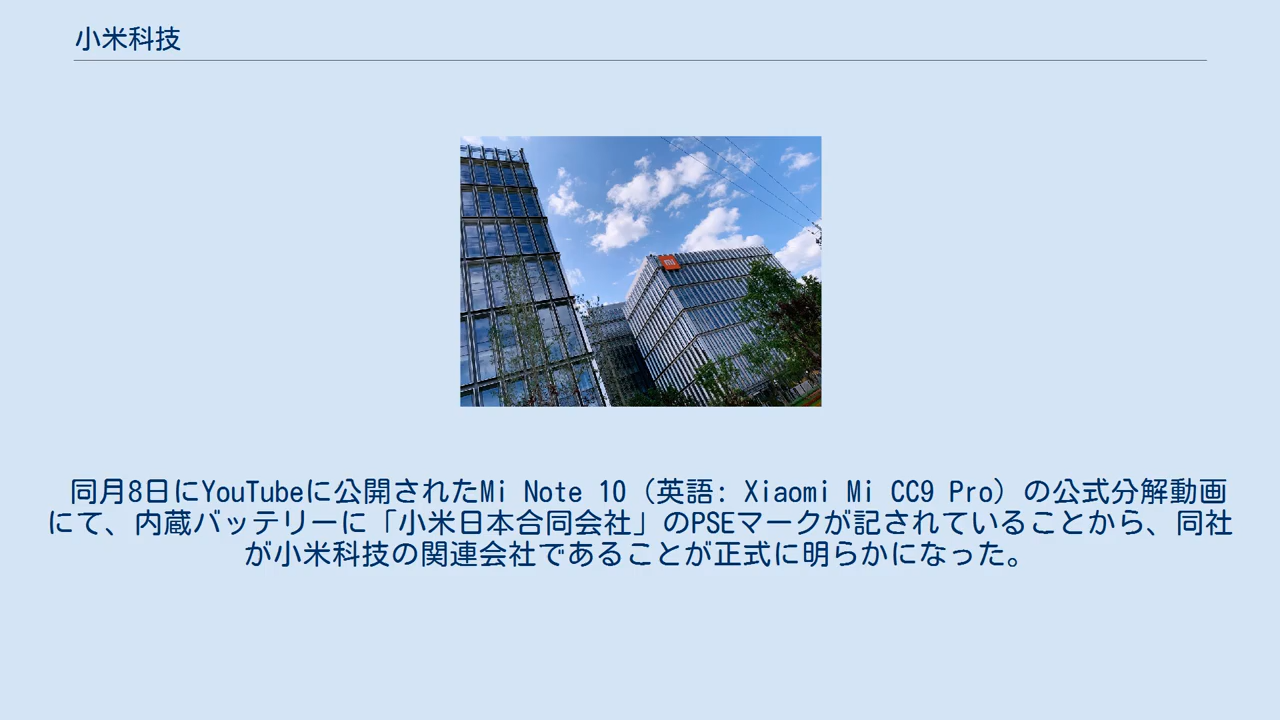 小米科技
mi
同月8日にYouTubeに公開されたMi Note 10（英語: Xiaomi Mi CC9 Pro）の公式分解動画
にて、内蔵バッテリーに「小米日本合同会社」のPSEマークが記されていることから、同社
が小米科技の関連会社であることが正式に明らかになった。